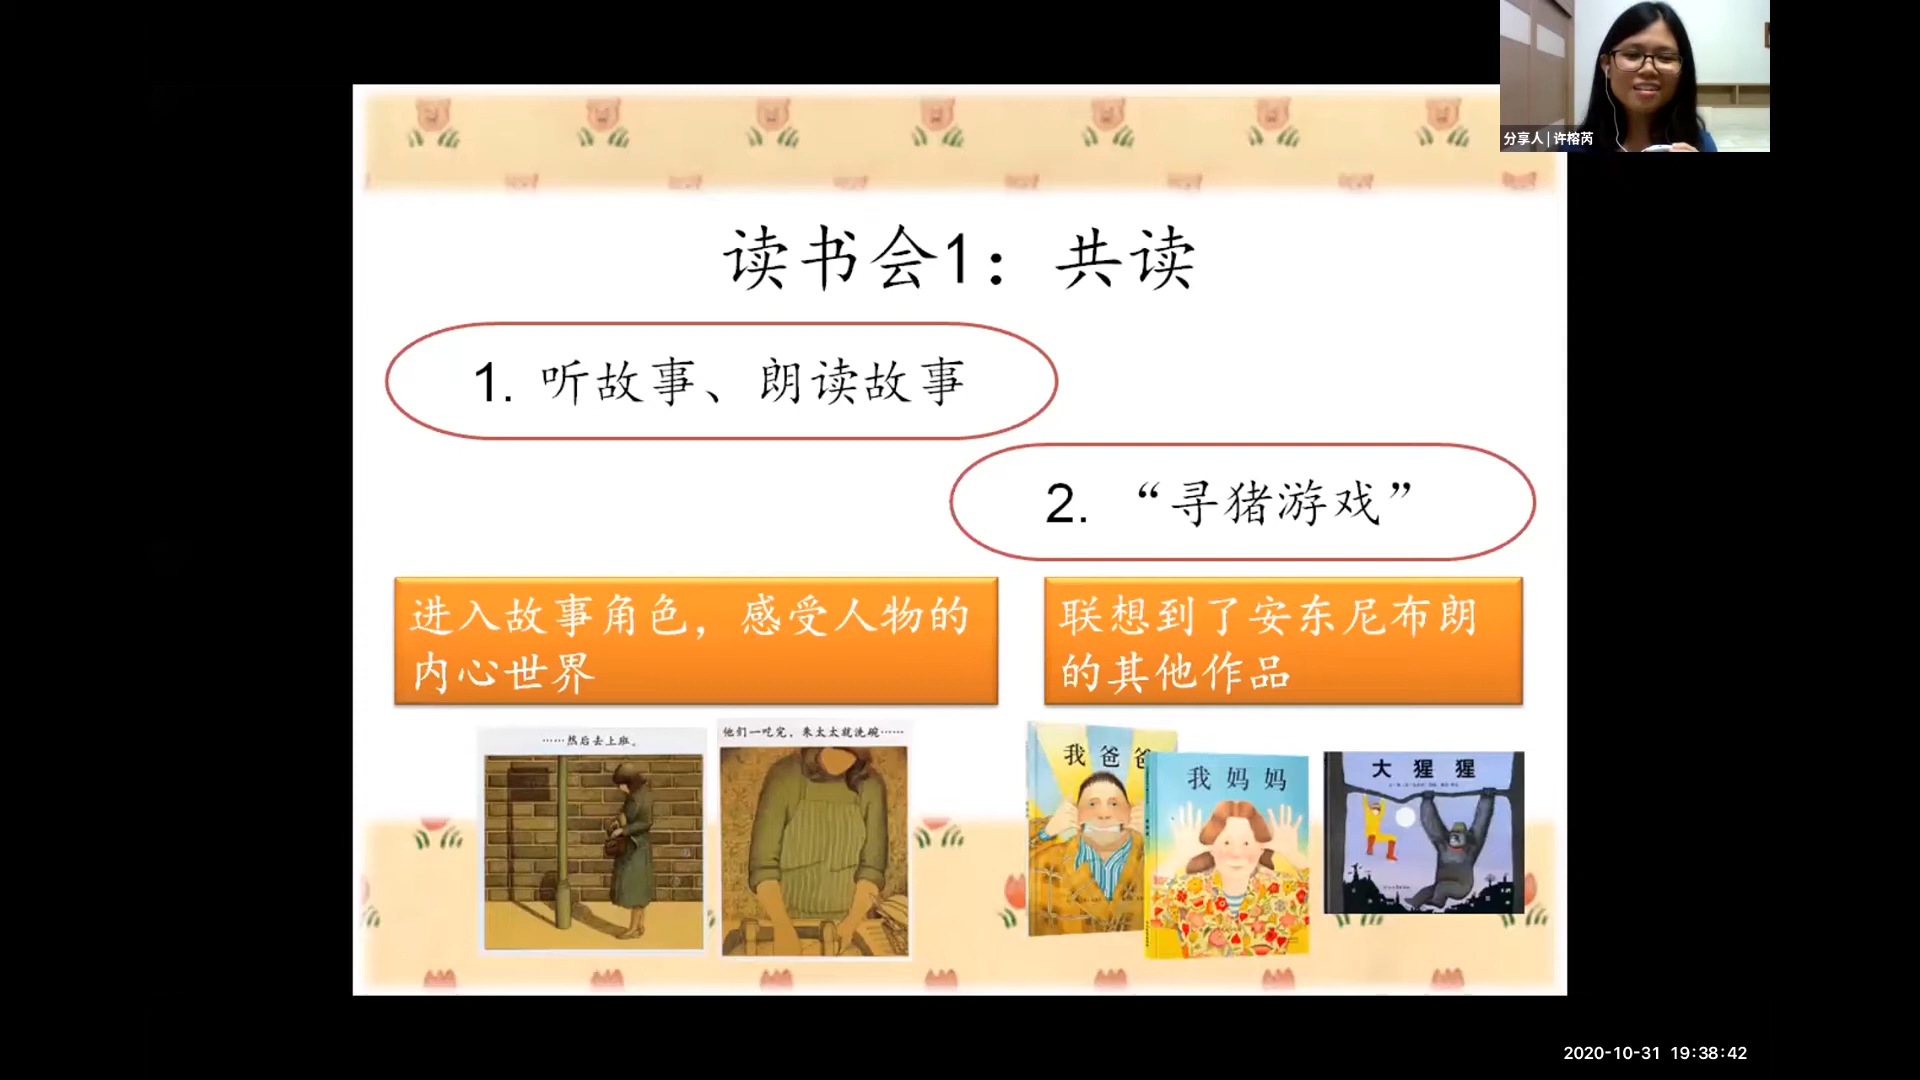 分享人 | 许榕芮
读书会1：共读
1. 听故事、朗读故事
2. “寻猪游戏”
进入故事角色，感受人物的
内心世界
联想到了安东尼布朗
的其他作品
……然后去上班。
他们一吃完，朱太太就洗碗……
我爸爸
我妈妈
大猩猩
2020-10-31 19:38:42